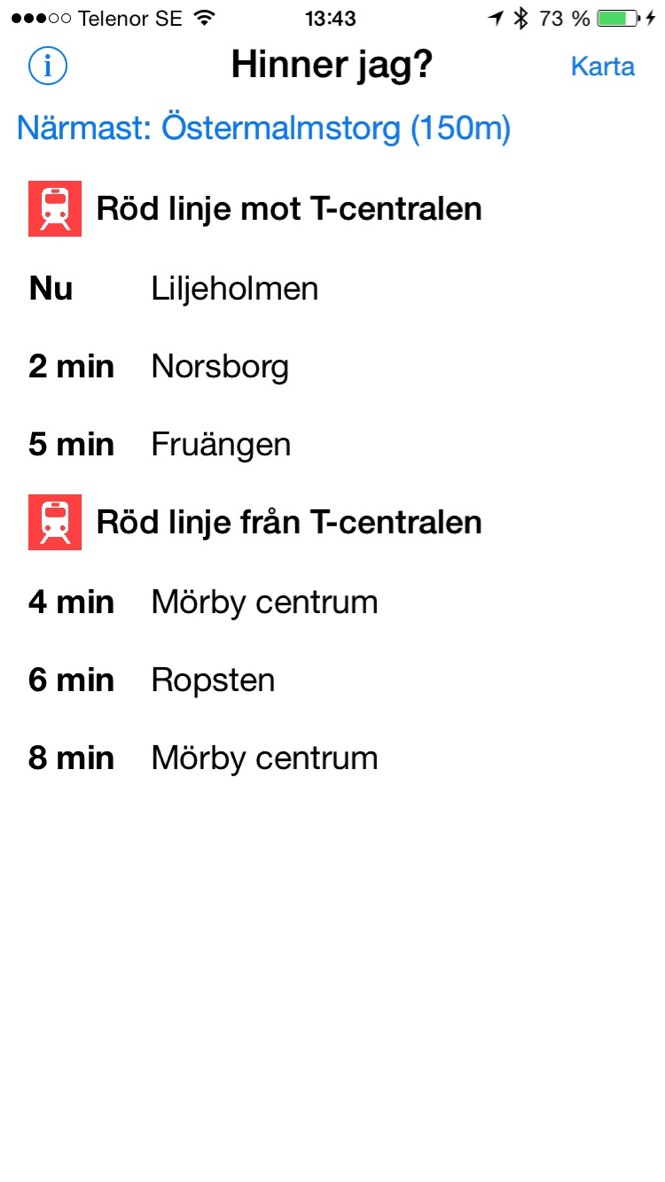 Telenor SE 13:43 73 %
i Hinner jag? Karta
Närmast: Östermalmstorg (150m)
Röd linje mot T-centralen
Nu Liljeholmen
2 min Norsborg
5 min Fruängen
Röd linje från T-centralen
4 min Mörby centrum
6 min Ropsten
8 min Mörby centrum